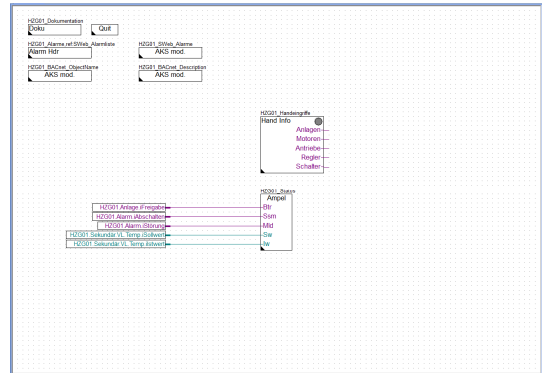 HZG01_Dokumentation
Doku
Quit
HZG01_Alarme.ref:SWeb_Alarmliste
Alarm Hdr
HZG01_SWeb_Alarme
AKS mod.
HZG01_BACnet_ObjectName
AKS mod.
HZG01_BACnet_Description
AKS mod.
HZG01_Handeingriffe
Hand Info
Anlagen
Motoren
Antriebe
Regler
Schalter
HZG01_Status
Ampel
HZG01.Anlage.iFreigabe
Btr
HZG01.Alarm.iAbschalten
Ssm
HZG01.Alarm.iStörung
Mld
HZG01.Sekundär.VL.Temp.iSollwert
Sw
HZG01.Sekundär.VL.Temp.iIstwert
Iw